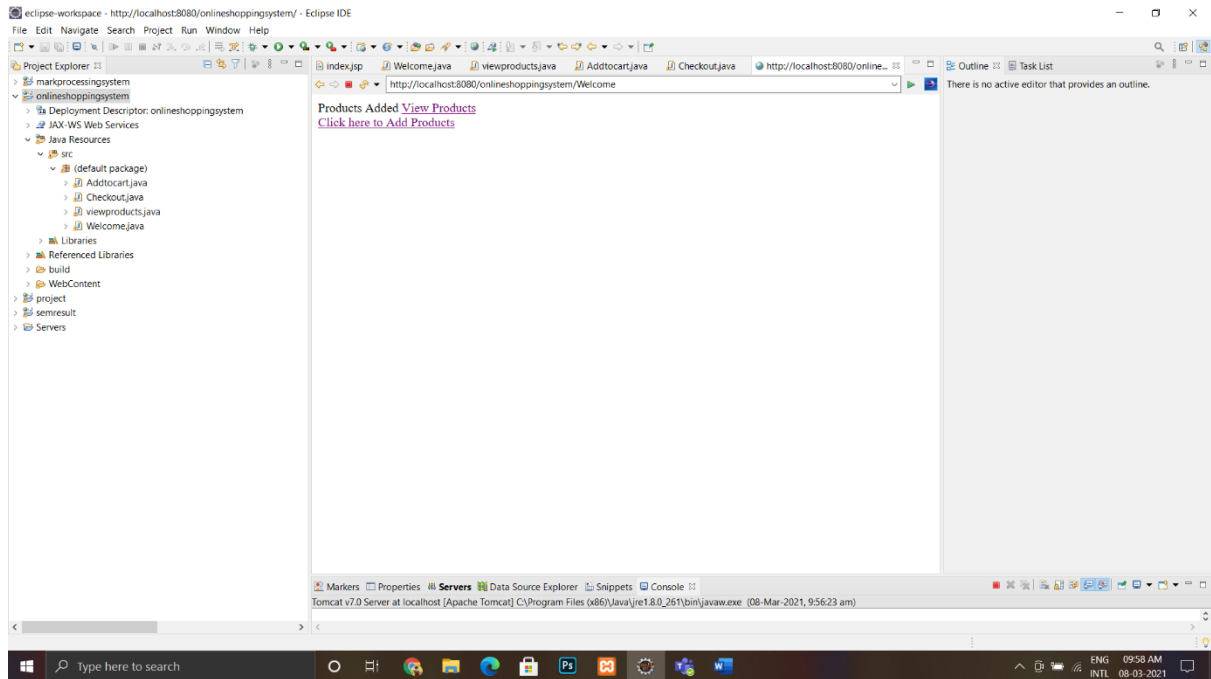 eclipse-workspace - http://localhost:8080/onlineshoppingsystem/ - Eclipse IDE
File Edit Navigate Search Project Run Window Help
Project Explorer
index.jsp Welcome.java viewproducts.java Addtocart.java Checkout.java http://localhost:8080/online...
Outline Task List
markprocessingsystem
http://localhost:8080/onlineshoppingsystem/Welcome
There is no active editor that provides an outline.
onlineshoppingsystem
Deployment Descriptor: onlineshoppingsystem
JAX-WS Web Services
Java Resources
src
(default package)
Addtocart.java
Checkout.java
viewproducts.java
Welcome.java
Libraries
Referenced Libraries
build
WebContent
project
semresult
Servers
Products Added View Products
Click here to Add Products
Markers Properties Servers Data Source Explorer Snippets Console
Tomcat v7.0 Server at localhost [Apache Tomcat] C:\Program Files (x86)\Java\jre1.8.0_261\bin\javaw.exe (08-Mar-2021, 9:56:23 am)
Type here to search
Ps
W
ENG 09:58 AM
INTL 08-03-2021